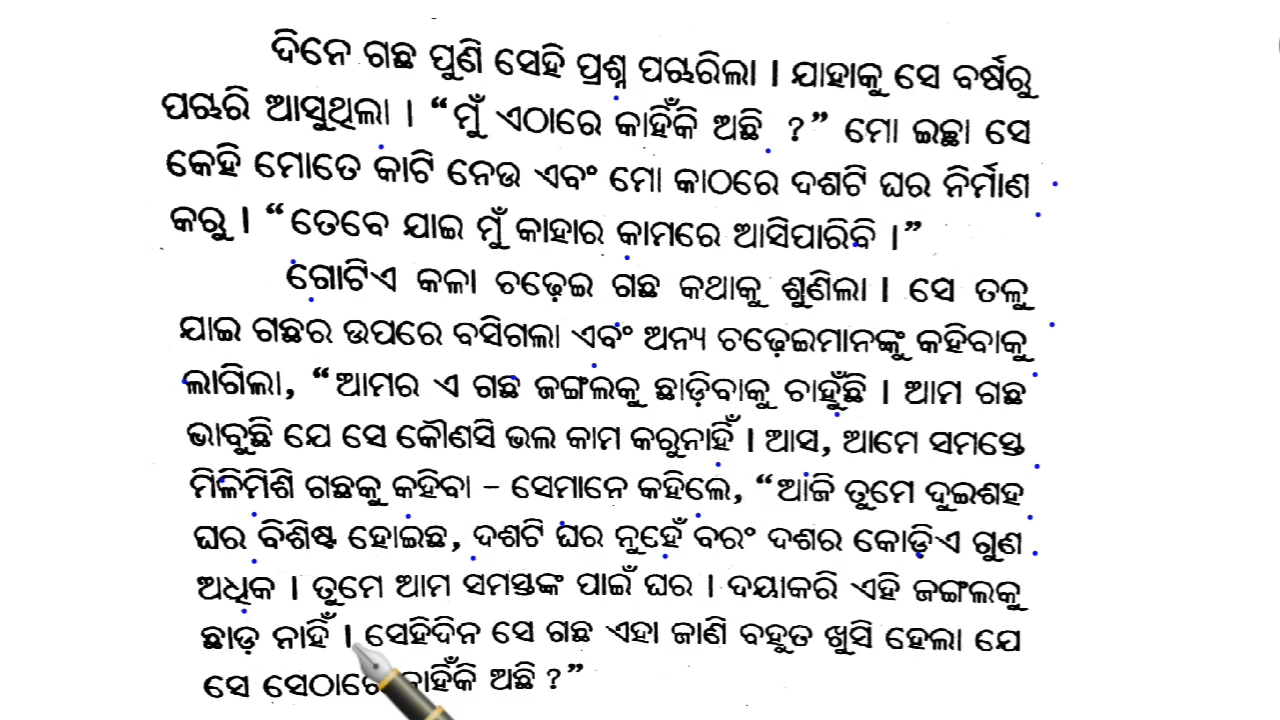 ଦିନେ ଗଛ ପୁଣି ସେହି ପ୍ରଶ୍ନ ପଚ୍ଚାରିଲା । ଯାହାକୁ ସେ ବର୍ଷରୁ
ପଚ୍ଚାରି ଆସୁଥିଲା । “ମୁଁ ଏଠାରେ କାହିଁକି ଅଛି ?” ମୋ ଇଚ୍ଛା ସେ
କେହି ମୋତେ କାଟି ନେଉ ଏବଂ ମୋ କାଠରେ ଦଶଟି ଘର ନିର୍ମାଣ
କରୁ । “ତେବେ ଯାଇ ମୁଁ କାହାର କାମରେ ଆସିପାରିବି ।”
ଗୋଟିଏ କଳା ଚଢ଼େଇ ଗଛ କଥାକୁ ଶୁଣିଲା । ସେ ତଳୁ
ଯାଇ ଗଛର ଉପରେ ବସିଗଲା ଏବଂ ଅନ୍ୟ ଚଢ଼େଇମାନଙ୍କୁ କହିବାକୁ
ଲାଗିଲା, “ଆମର ଏ ଗଛ ଜଙ୍ଗଲକୁ ଛାଡ଼ିବାକୁ ଚାହୁଁଛି । ଆମ ଗଛ
ଭାବୁଛି ଯେ ସେ କୌଣସି ଭଲ କାମ କରୁନାହିଁ । ଆସ, ଆମେ ସମସ୍ତେ
ମିଳିମିଶି ଗଛକୁ କହିବା – ସେମାନେ କହିଲେ, “ଆଜି ତୁମେ ଦୁଇଶହ
ଘର ବିଶିଷ୍ଟ ହୋଇଛ, ଦଶଟି ଘର ନୁହେଁ ବରଂ ଦଶର କୋଡ଼ିଏ ଗୁଣ
ଅଧିକ । ତୁମେ ଆମ ସମସ୍ତଙ୍କ ପାଇଁ ଘର । ଦୟାକରି ଏହି ଜଙ୍ଗଲକୁ
ଛାଡ଼ ନାହିଁ । ସେହିଦିନ ସେ ଗଛ ଏହା ଜାଣି ବହୁତ ଖୁସି ହେଲା ଯେ
ସେ ସେଠାରେ କାହିଁକି ଅଛି ?”